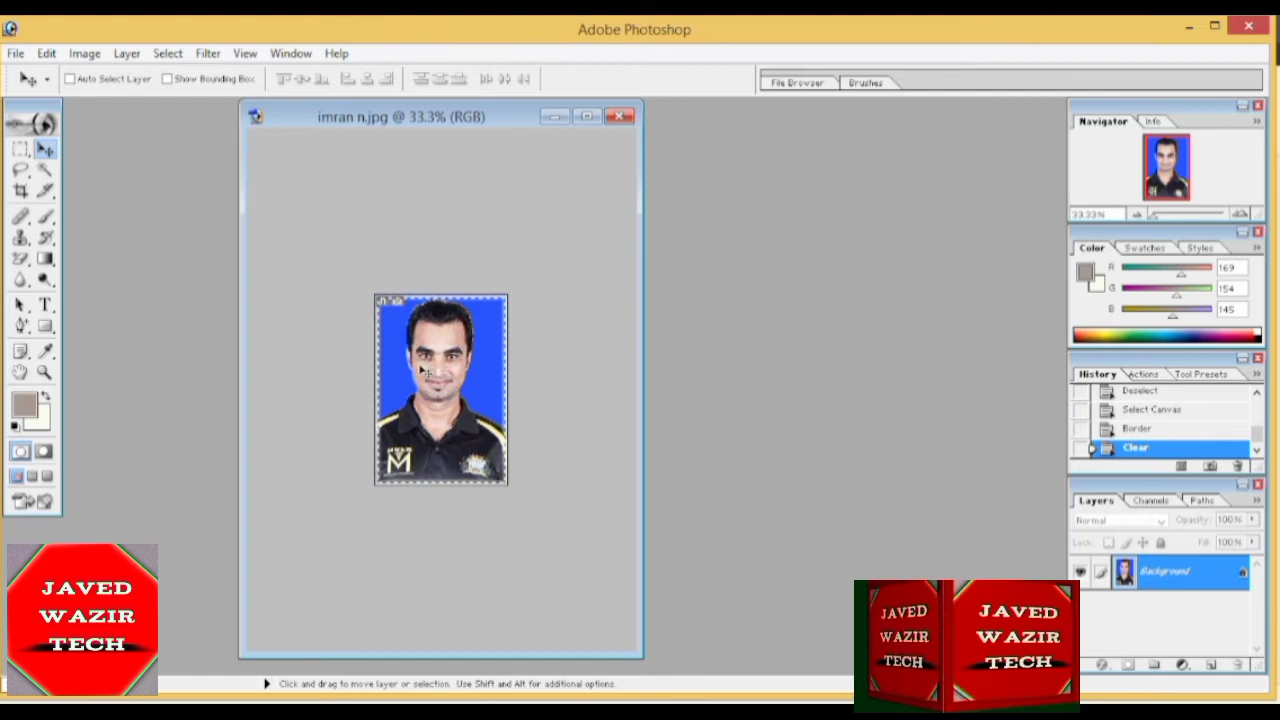 Adobe Photoshop
File Edit Image Layer Select Filter View Window Help
Auto Select Layer Show Bounding Box
File Browser Brushes
imran n.jpg @ 33.3% (RGB)
Navigator Info
33.33%
Color Swatches Styles
R 169
G 154
B 145
History Actions Tool Presets
Deselect
Select Canvas
Border
Clear
Layers Channels Paths
Normal Opacity: 100%
Lock: Fill: 100%
Background
M
JAVED
WAZIR
TECH
JAVED
WAZIR
TECH
JAVED
WAZIR
TECH
Click and drag to move layer or selection. Use Shift and Alt for additional options.